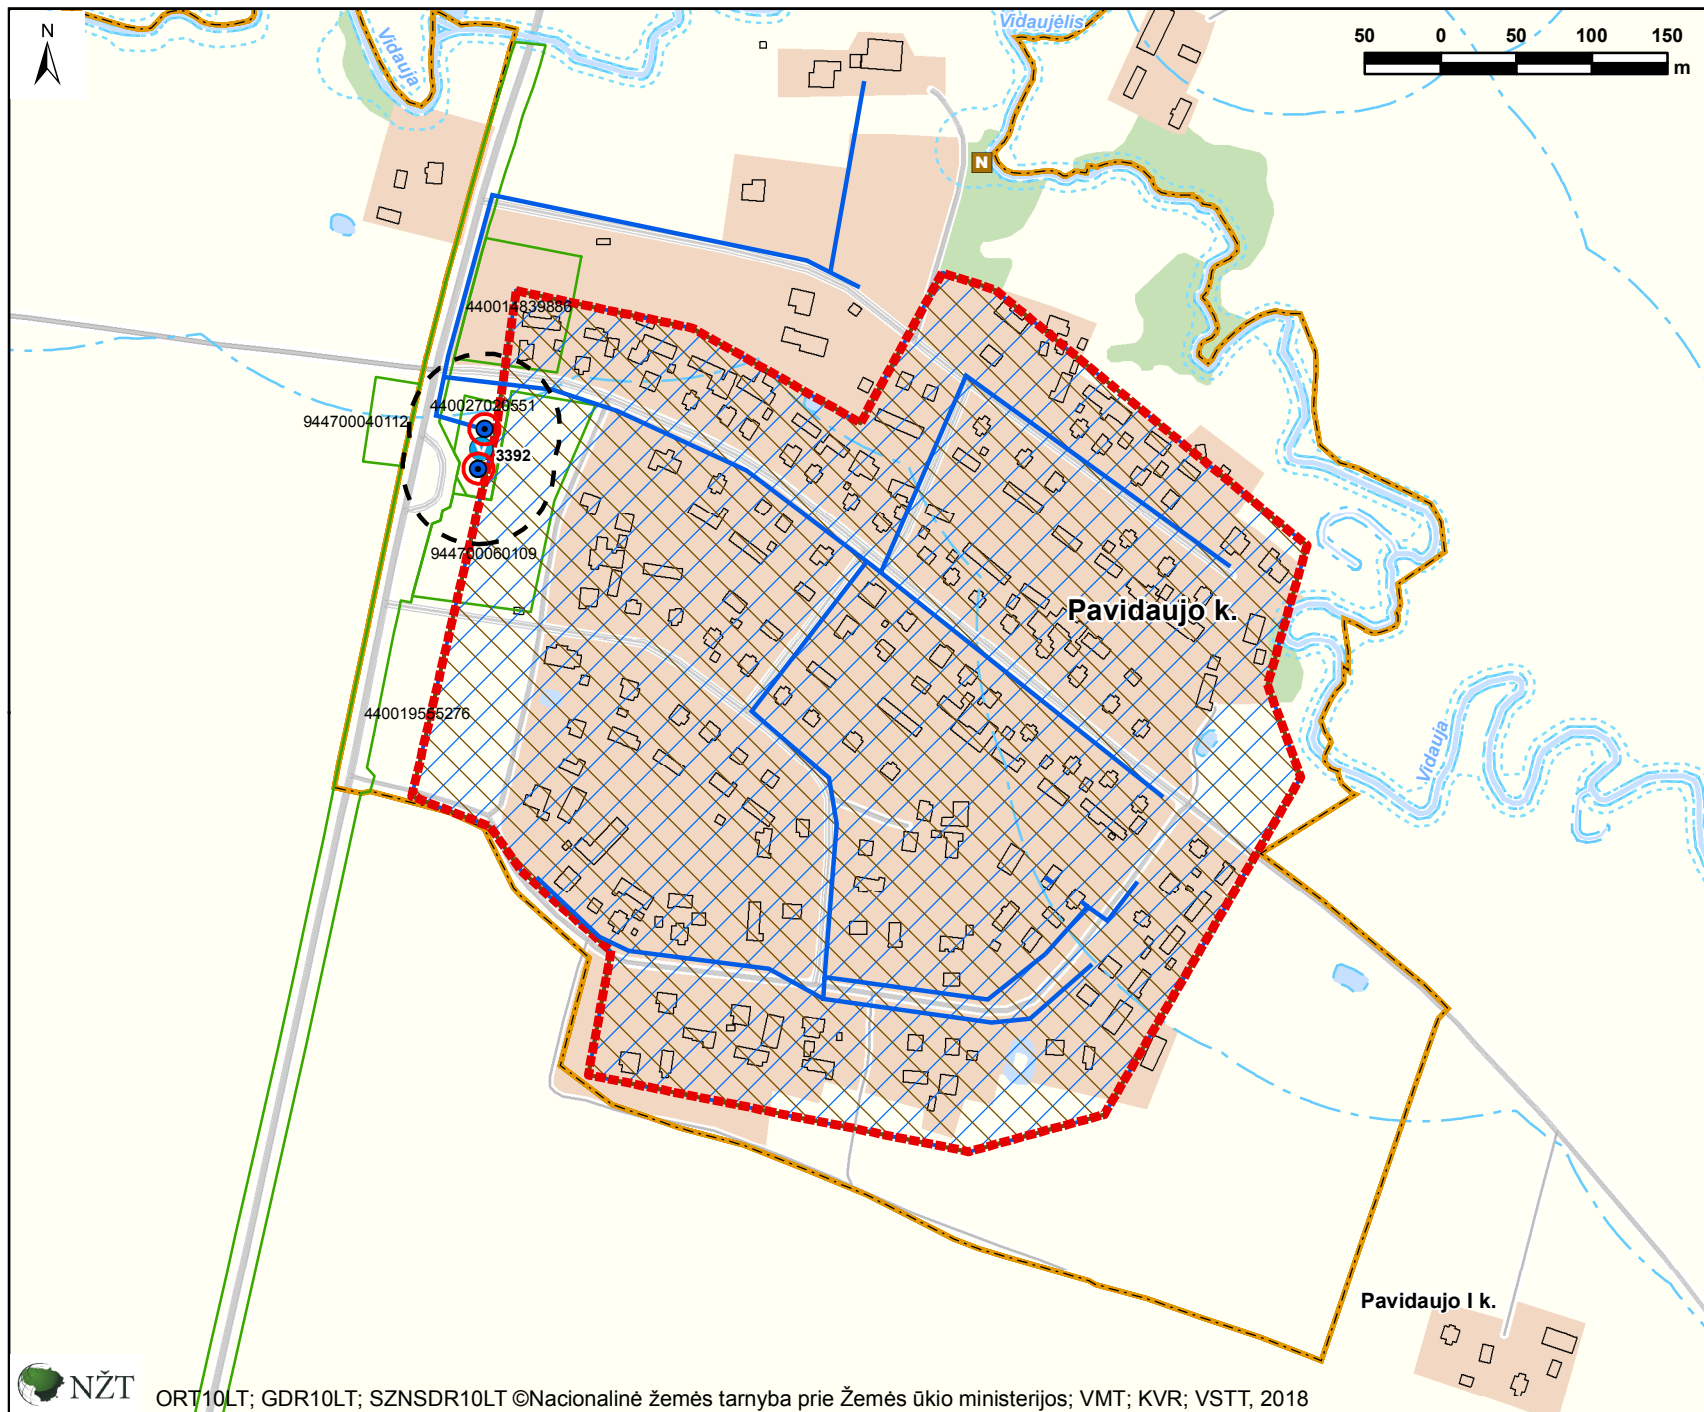 N
Vidauja
Vidaujėlis
50 0 50 100 150
m
N
440014839886
440027020551
944700040112
3392
944700060109
Pavidaujo k.
440019555276
Vidauja
Pavidaujo I k.
NŽT
ORT10LT; GDR10LT; SZNSDR10LT ©Nacionalinė žemės tarnyba prie Žemės ūkio ministerijos; VMT; KVR; VSTT, 2018